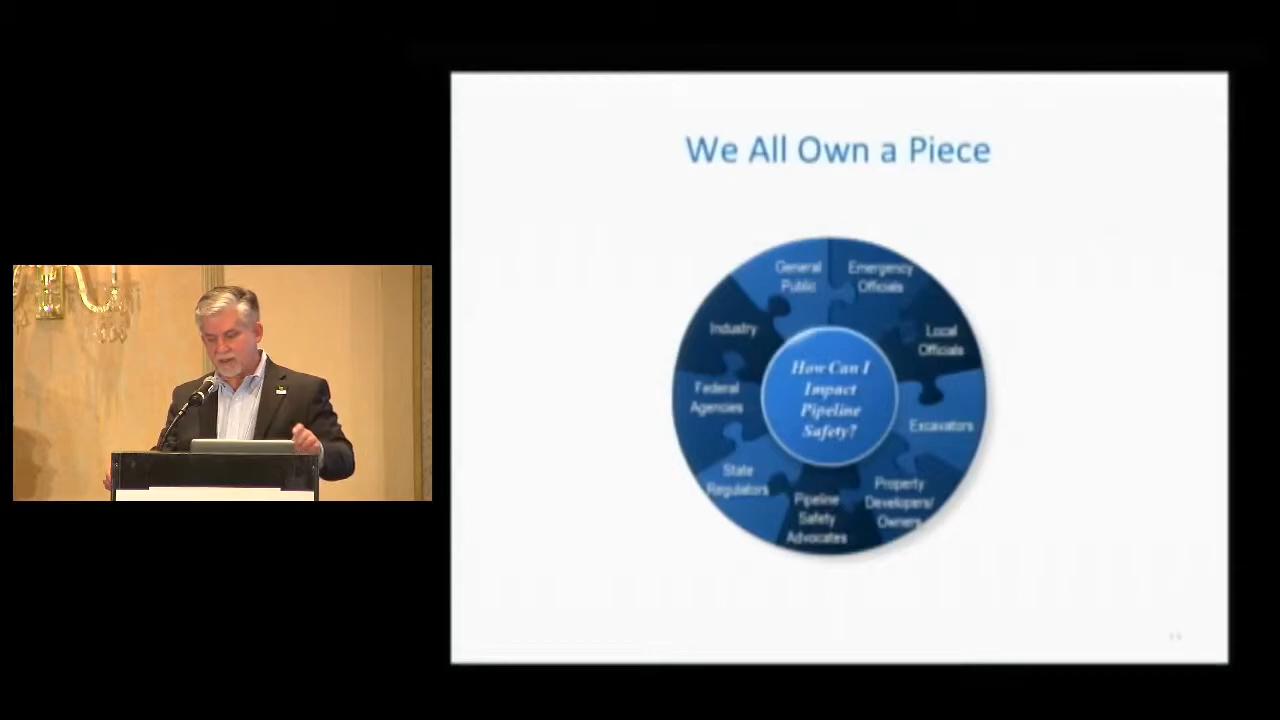 We All Own a Piece
General
Public
Emergency
Officials
Industry
Local
Officials
How Can I
Impact
Pipeline
Safety?
Federal
Agencies
Excavators
State
Regulators
Property
Developers/
Owners
Pipeline
Safety
Advocates